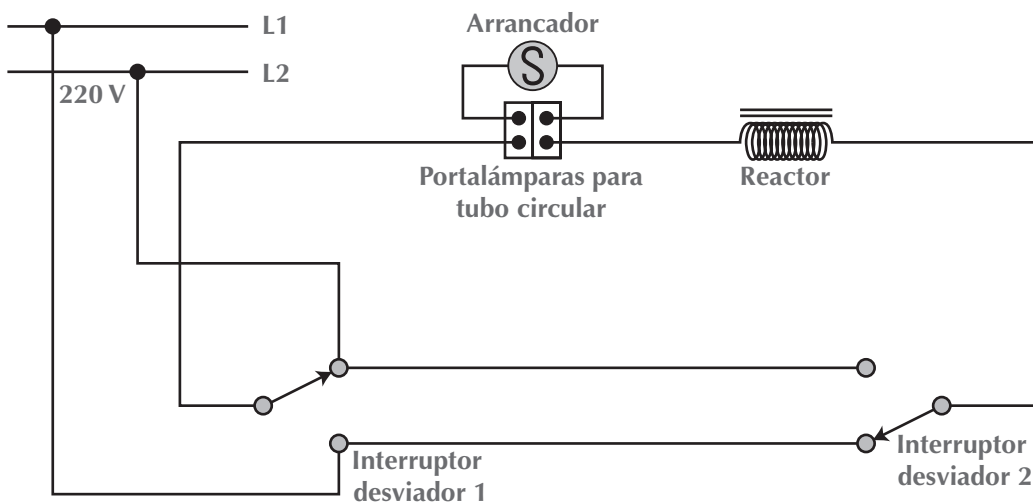 L1
L2
220 V
Arrancador
S
Portalámparas para
tubo circular
Reactor
Interruptor
desviador 1
Interruptor
desviador 2